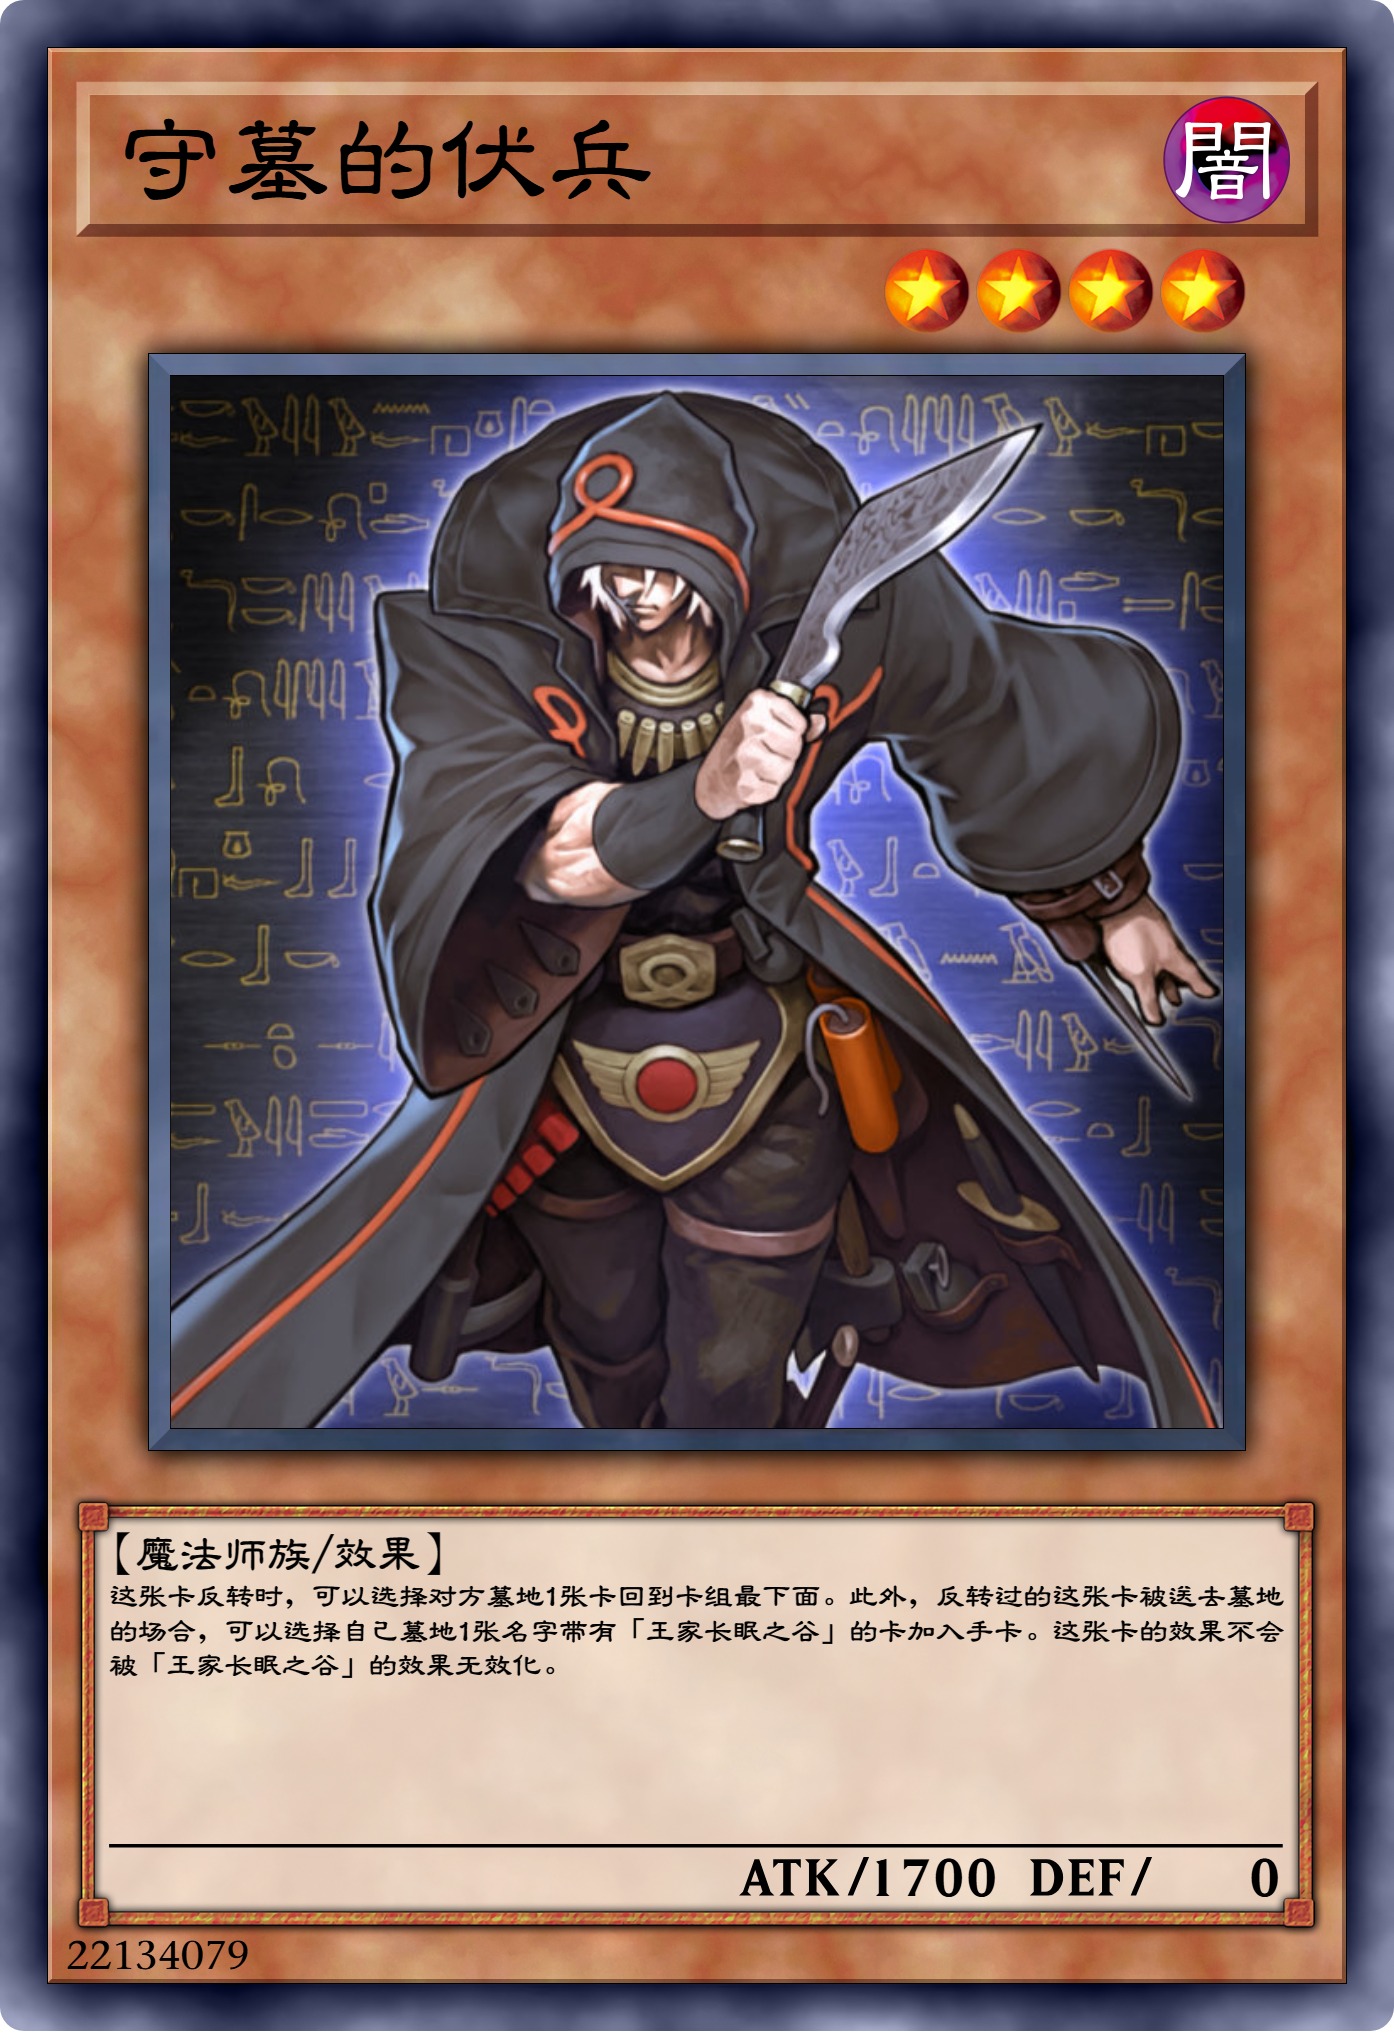 守墓的伏兵
闇
【魔法师族/效果】
这张卡反转时，可以选择对方墓地1张卡回到卡组最下面。此外，反转过的这张卡被送去墓地
的场合，可以选择自己墓地1张名字带有「王家长眠之谷」的卡加入手卡。这张卡的效果不会
被「王家长眠之谷」的效果无效化。
ATK/1700 DEF/ 0
22134079